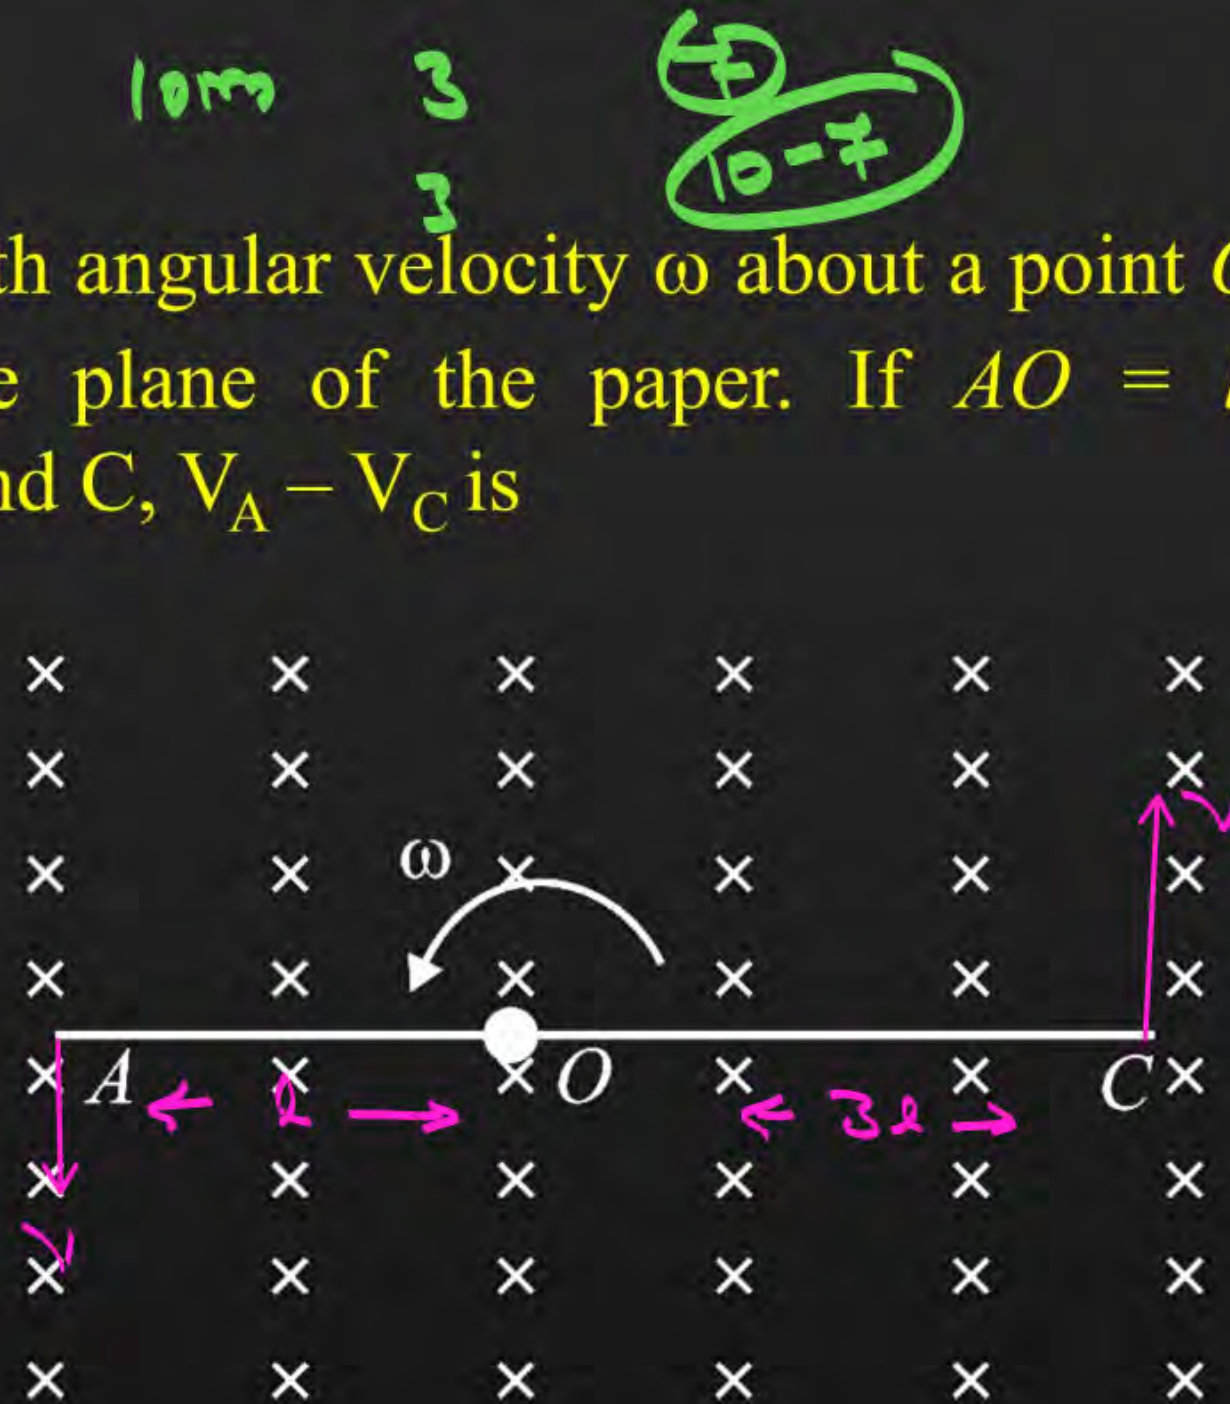 10m 3
10-7
3
th angular velocity ω about a point
e plane of the paper. If AO =
nd C, V_A – V_C is
ω
A O C
l 3l
v